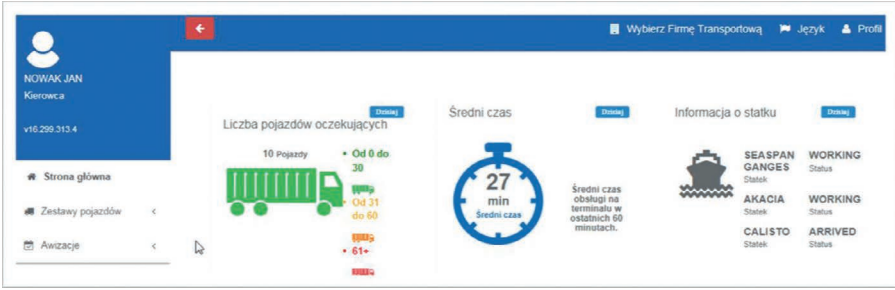 Wybierz Firmę Transportową
Język
Profil
NOWAK JAN
Kierowca
v16.299.313.4
Strona główna
Zestawy pojazdów
Awizacje
Dzisiaj
Liczba pojazdów oczekujących
10 Pojazdy
• Od 0 do
30
• Od 31
do 60
• 61+
Średni czas
Dzisiaj
27
min
Średni czas
Średni czas
obsługi na
terminalu w
ostatnich 60
minutach.
Informacja o statku
Dzisiaj
SEASPAN WORKING
GANGES Status
Statek
AKACIA WORKING
Statek Status
CALISTO ARRIVED
Statek Status